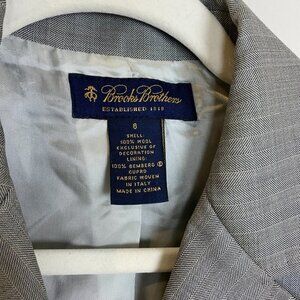 Brooks Brothers
ESTABLISHED 1818
6
SHELL:
100% WOOL
EXCLUSIVE OF
DECORATION
LINING:
100% BEMBERG ®
CUPRO
FABRIC WOVEN
IN ITALY
MADE IN CHINA